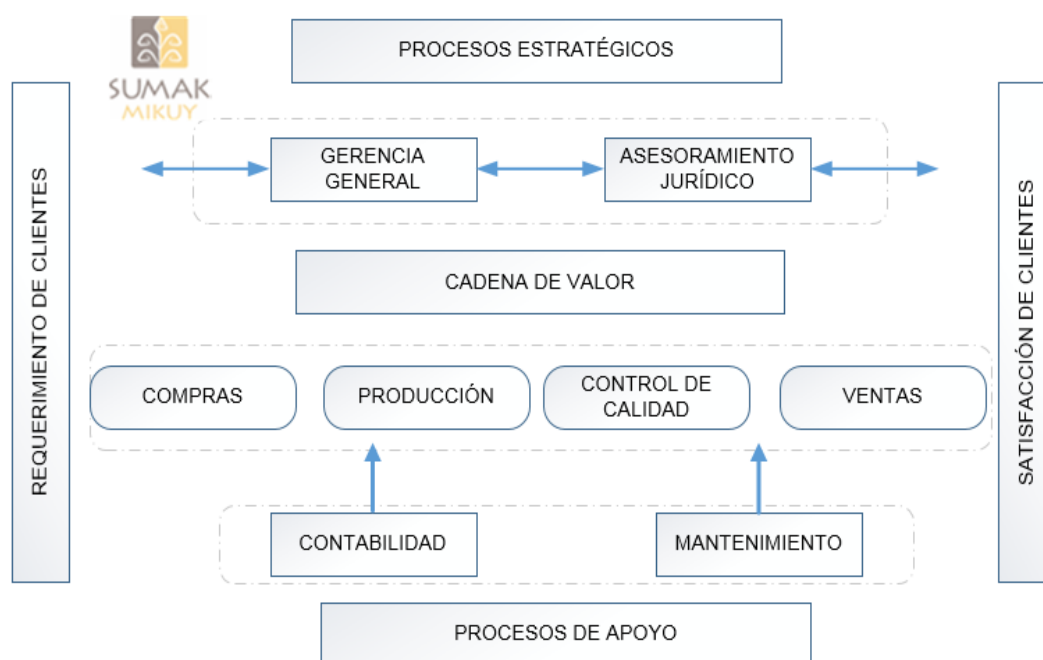 SUMAK
MIKUY
PROCESOS ESTRATÉGICOS
REQUERIMIENTO DE CLIENTES
GERENCIA
GENERAL
ASESORAMIENTO
JURÍDICO
CADENA DE VALOR
COMPRAS
PRODUCCIÓN
CONTROL DE
CALIDAD
VENTAS
SATISFACCIÓN DE CLIENTES
CONTABILIDAD
MANTENIMIENTO
PROCESOS DE APOYO